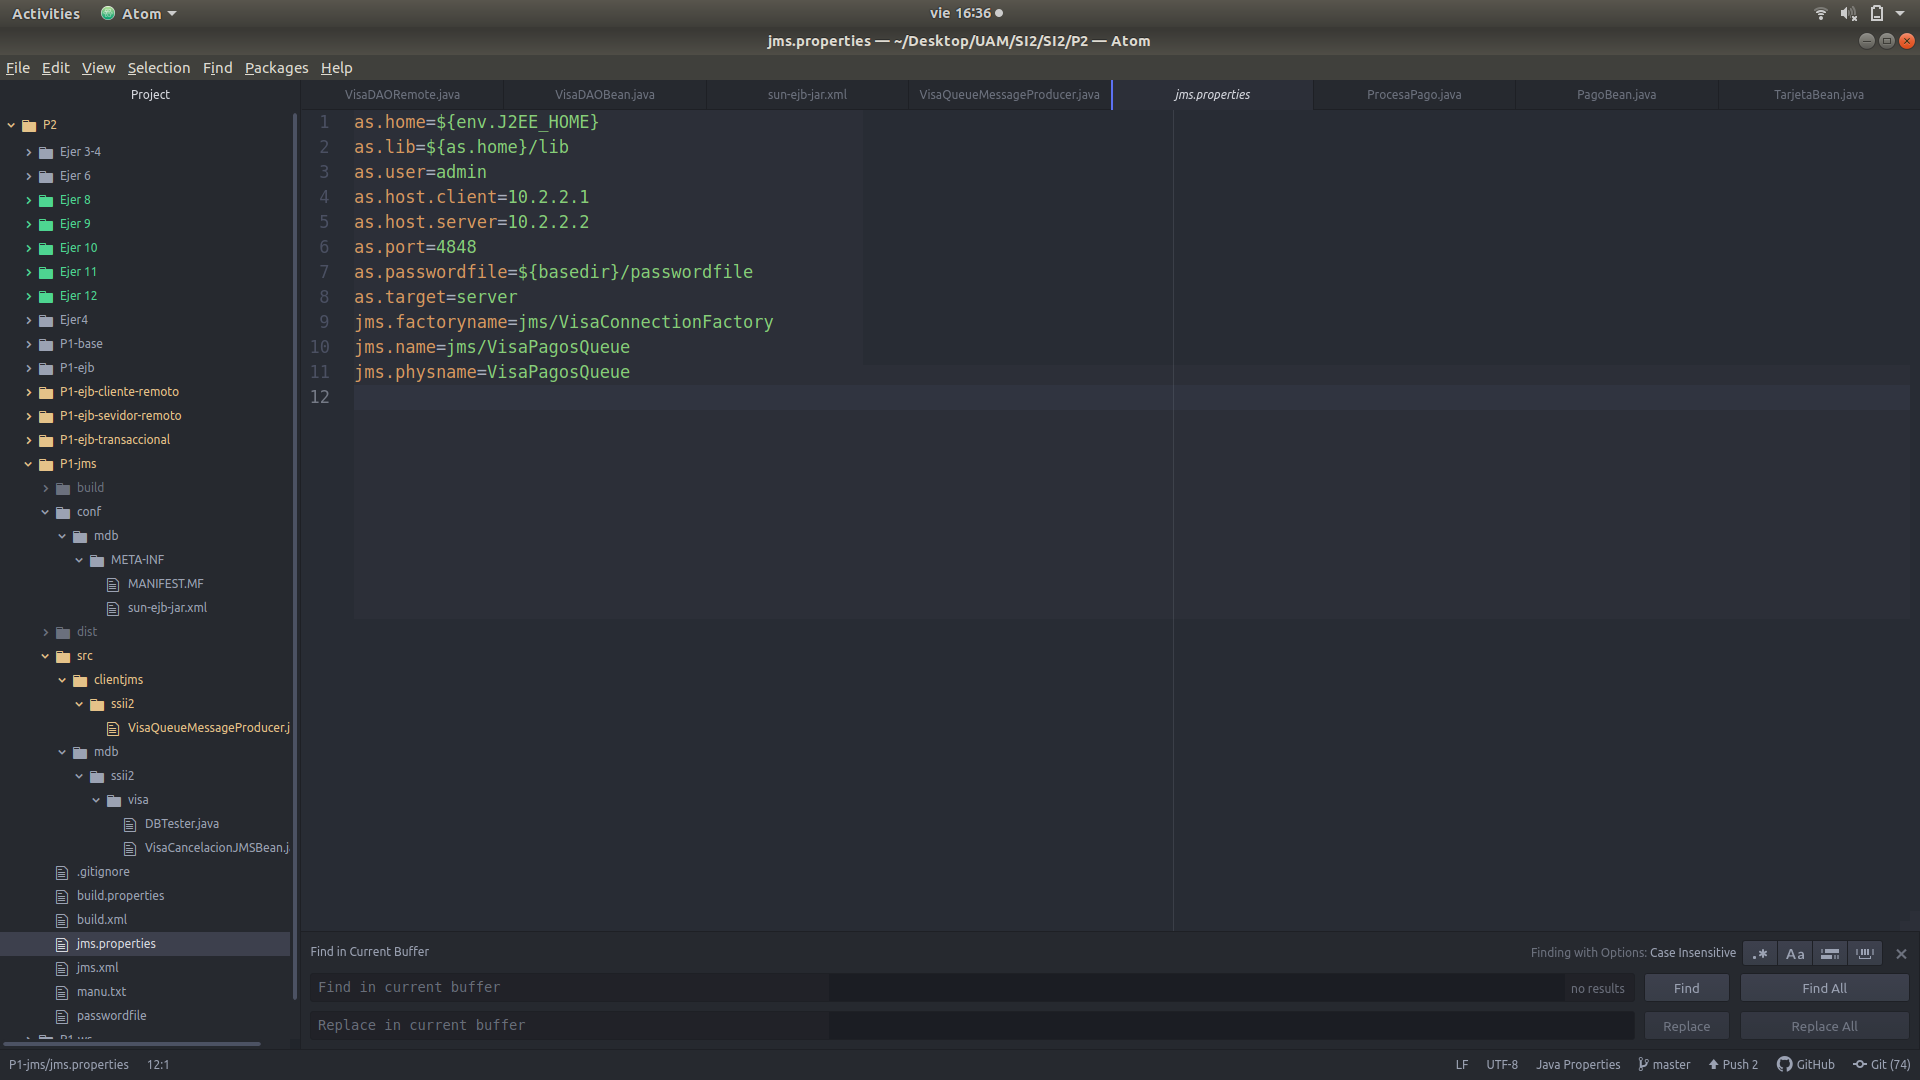 Activities Atom vie 16:36
jms.properties — ~/Desktop/UAM/SI2/SI2/P2 — Atom
File Edit View Selection Find Packages Help
Project
P2
Ejer 3-4
Ejer 6
Ejer 8
Ejer 9
Ejer 10
Ejer 11
Ejer 12
Ejer4
P1-base
P1-ejb
P1-ejb-cliente-remoto
P1-ejb-sevidor-remoto
P1-ejb-transaccional
P1-jms
build
conf
mdb
META-INF
MANIFEST.MF
sun-ejb-jar.xml
dist
src
clientjms
ssii2
VisaQueueMessageProducer.j
mdb
ssii2
visa
DBTester.java
VisaCancelacionJMSBean.j
.gitignore
build.properties
build.xml
jms.properties
jms.xml
manu.txt
passwordfile
VisaDAORemote.java VisaDAOBean.java sun-ejb-jar.xml VisaQueueMessageProducer.java jms.properties ProcesaPago.java PagoBean.java TarjetaBean.java
1 as.home=${env.J2EE_HOME}
2 as.lib=${as.home}/lib
3 as.user=admin
4 as.host.client=10.2.2.1
5 as.host.server=10.2.2.2
6 as.port=4848
7 as.passwordfile=${basedir}/passwordfile
8 as.target=server
9 jms.factoryname=jms/VisaConnectionFactory
10 jms.name=jms/VisaPagosQueue
11 jms.physname=VisaPagosQueue
12
Find in Current Buffer Finding with Options: Case Insensitive .* Aa
Find in current buffer no results Find Find All
Replace in current buffer Replace Replace All
P1-jms/jms.properties 12:1 LF UTF-8 Java Properties master Push 2 GitHub Git (74)